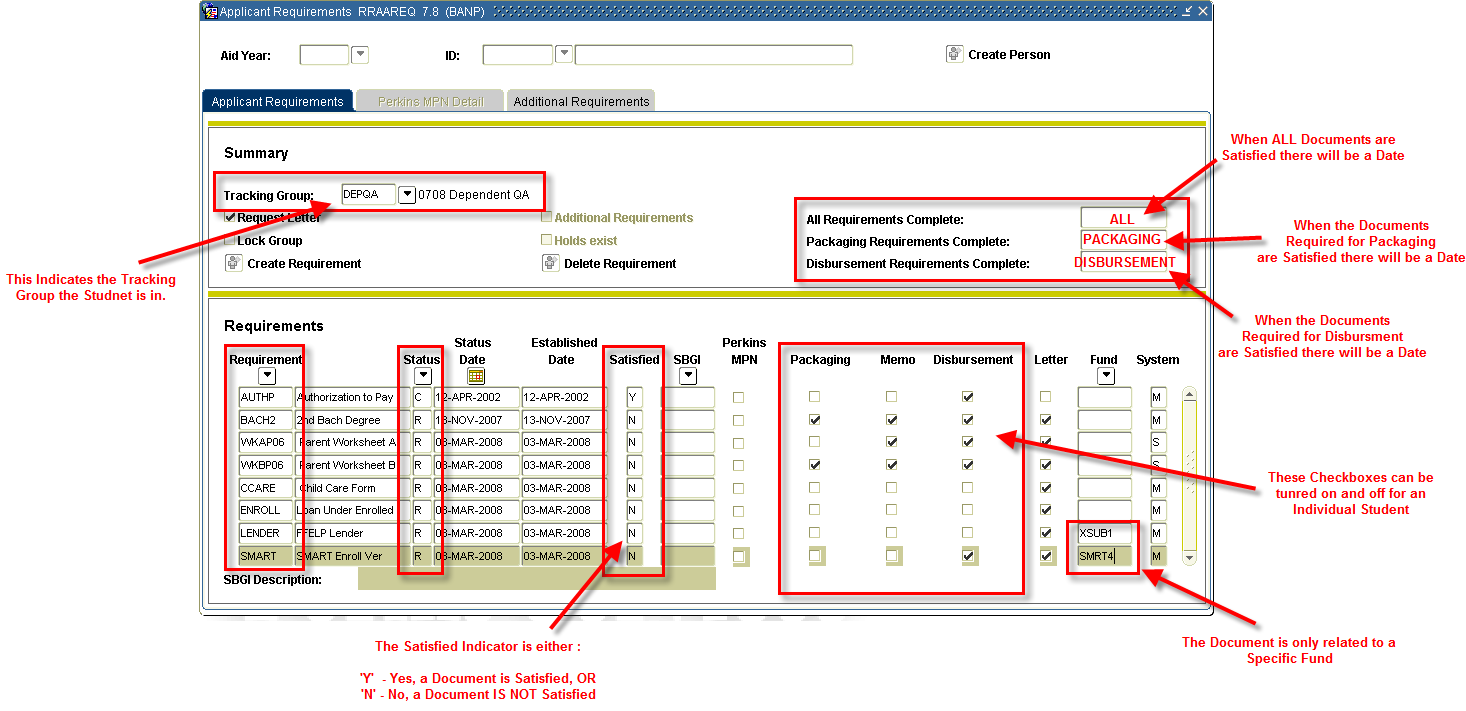 Applicant Requirements RRAAREQ 7.8 (BANP)
Aid Year:
ID:
Create Person
Applicant Requirements
Perkins MPN Detail
Additional Requirements
When ALL Documents are
Satisfied there will be a Date
Summary
Tracking Group: DEPQA 0708 Dependent QA
Request Letter
Additional Requirements
Lock Group
Holds exist
Create Requirement
Delete Requirement
All Requirements Complete: ALL
Packaging Requirements Complete: PACKAGING
Disbursement Requirements Complete: DISBURSEMENT
When the Documents
Required for Packaging
are Satisfied there will be a Date
This Indicates the Tracking
Group the Studnet is in.
When the Documents
Required for Disbursment
are Satisfied there will be a Date
Requirements
Requirement Status Status Date Established Date Satisfied SBGI Perkins MPN Packaging Memo Disbursement Letter Fund System
AUTHP Authorization to Pay C 12-APR-2002 12-APR-2002 Y M
BACH2 2nd Bach Degree R 13-NOV-2007 13-NOV-2007 N M
WKAP06 Parent Worksheet A R 03-MAR-2008 03-MAR-2008 N S
WKBP06 Parent Worksheet B R 03-MAR-2008 03-MAR-2008 N S
CCARE Child Care Form R 03-MAR-2008 03-MAR-2008 N M
ENROLL Loan Under Enrolled R 03-MAR-2008 03-MAR-2008 N M
LENDER FFELP Lender R 03-MAR-2008 03-MAR-2008 N XSUB1 M
SMART SMART Enroll Ver R 03-MAR-2008 03-MAR-2008 N SMRT4 M
SBGI Description:
These Checkboxes can be
tunred on and off for an
Individual Student
The Satisfied Indicator is either :
'Y' - Yes, a Document is Satisfied, OR
'N' - No, a Document IS NOT Satisfied
The Document is only related to a
Specific Fund